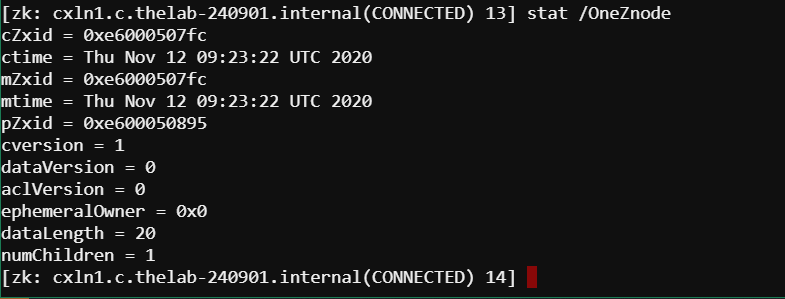 [zk: cxln1.c.thelab-240901.internal(CONNECTED) 13] stat /OneZnode
cZxid = 0xe6000507fc
ctime = Thu Nov 12 09:23:22 UTC 2020
mZxid = 0xe6000507fc
mtime = Thu Nov 12 09:23:22 UTC 2020
pZxid = 0xe600050895
cversion = 1
dataVersion = 0
aclVersion = 0
ephemeralOwner = 0x0
dataLength = 20
numChildren = 1
[zk: cxln1.c.thelab-240901.internal(CONNECTED) 14]